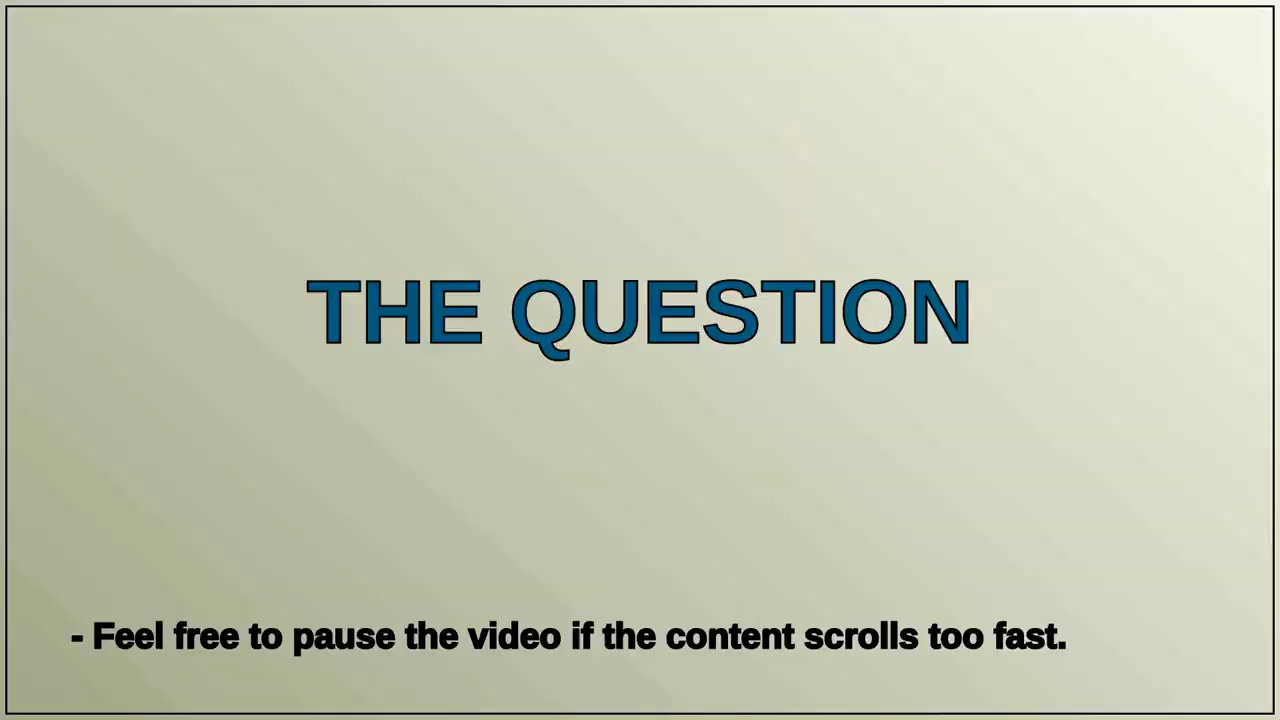 THE QUESTION
- Feel free to pause the video if the content scrolls too fast.